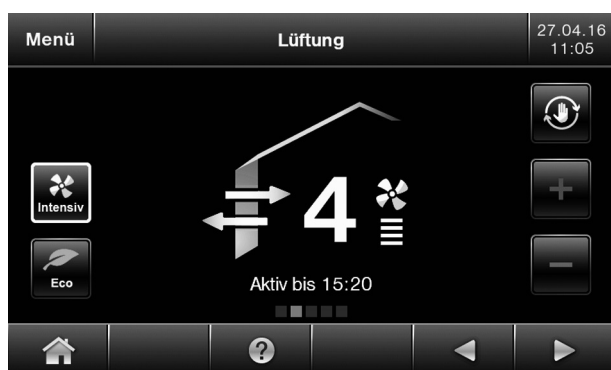 Menü
Lüftung
27.04.16
11:05
Intensiv
4
Eco
Aktiv bis 15:20